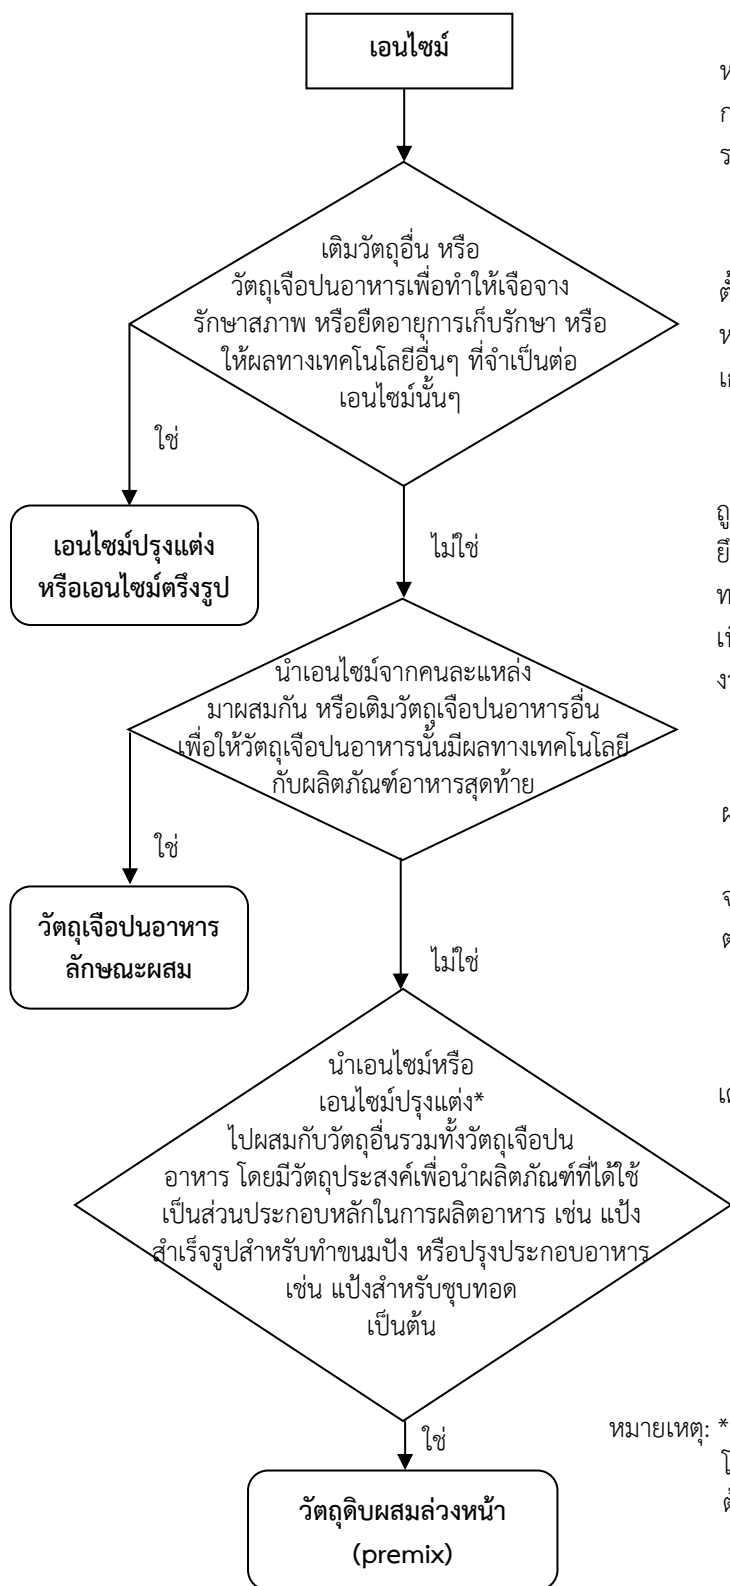 เอนไซม์
เติมวัตถุอื่น หรือ
วัตถุเจือปนอาหารเพื่อทำให้เจือจาง
รักษาสภาพ หรือยืดอายุการเก็บรักษา หรือ
ให้ผลทางเทคโนโลยีอื่นๆ ที่จำเป็นต่อ
เอนไซม์นั้นๆ
ใช่
เอนไซม์ปรุงแต่ง
หรือเอนไซม์ตรึงรูป
ไม่ใช่
นำเอนไซม์จากคนละแหล่ง
มาผสมกัน หรือเติมวัตถุเจือปนอาหารอื่น
เพื่อให้วัตถุเจือปนอาหารนั้นมีผลทางเทคโนโลยี
กับผลิตภัณฑ์อาหารสุดท้าย
ใช่
วัตถุเจือปนอาหาร
ลักษณะผสม
ไม่ใช่
นำเอนไซม์หรือ
เอนไซม์ปรุงแต่ง*
ไปผสมกับวัตถุอื่นรวมทั้งวัตถุเจือปน
อาหาร โดยมีวัตถุประสงค์เพื่อนำผลิตภัณฑ์ที่ได้ใช้
เป็นส่วนประกอบหลักในการผลิตอาหาร เช่น แป้ง
สำเร็จรูปสำหรับทำขนมปัง หรือปรุงประกอบอาหาร
เช่น แป้งสำหรับชุบทอด
เป็นต้น
ใช่
วัตถุดิบผสมล่วงหน้า
(premix)
หมายเหตุ: *